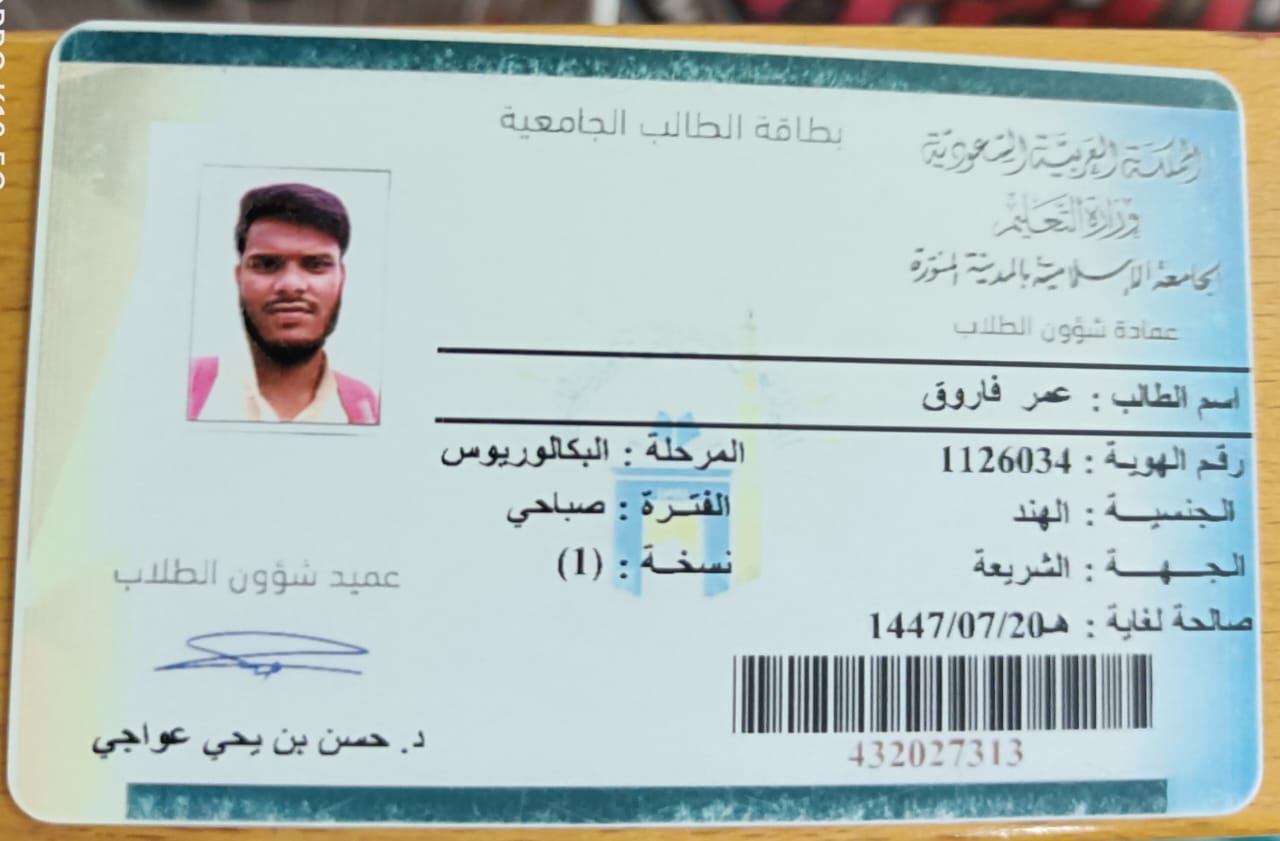 بطاقة الطالب الجامعية
المملكة العربية السعودية
وزارة التعليم
الجامعة الإسلامية بالمدينة المنورة
عمادة شؤون الطلاب
اسم الطالب : عمر فاروق
رقم الهوية : 1126034
المرحلة : البكالوريوس
الجنسية : الهند
الفترة : صباحي
الجهة : الشريعة
نسخة : (1)
صالحة لغاية : 1447/07/20هـ
432027313
عميد شؤون الطلاب
د. حسن بن يحي عواجي